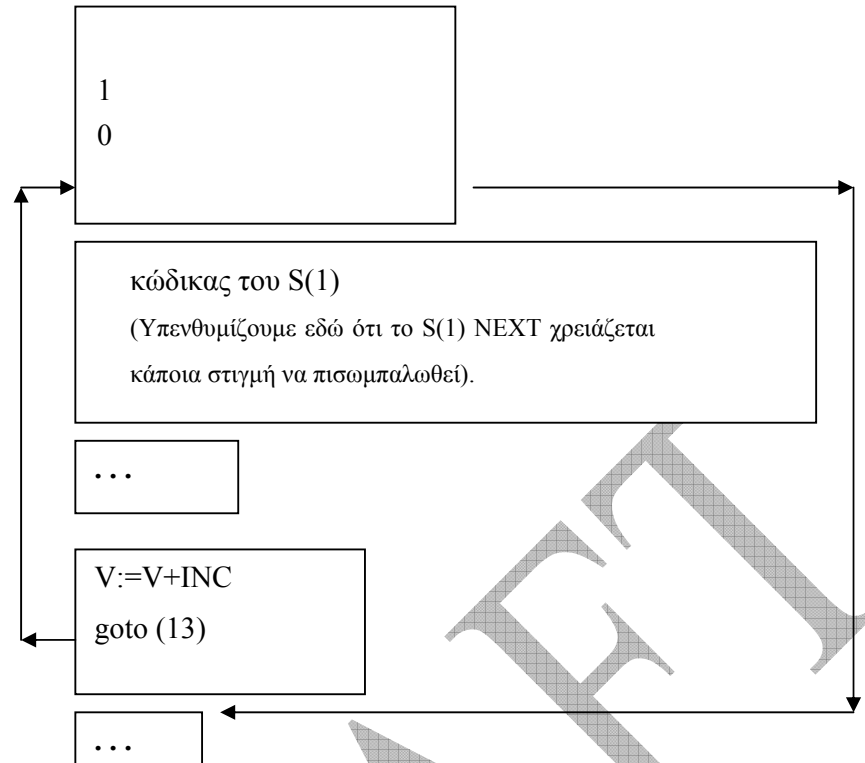 1
0
κώδικας του S(1)
(Υπενθυμίζουμε εδώ ότι το S(1) NEXT χρειάζεται
κάποια στιγμή να πισωμπαλωθεί).
...
V:=V+INC
goto (13)
...